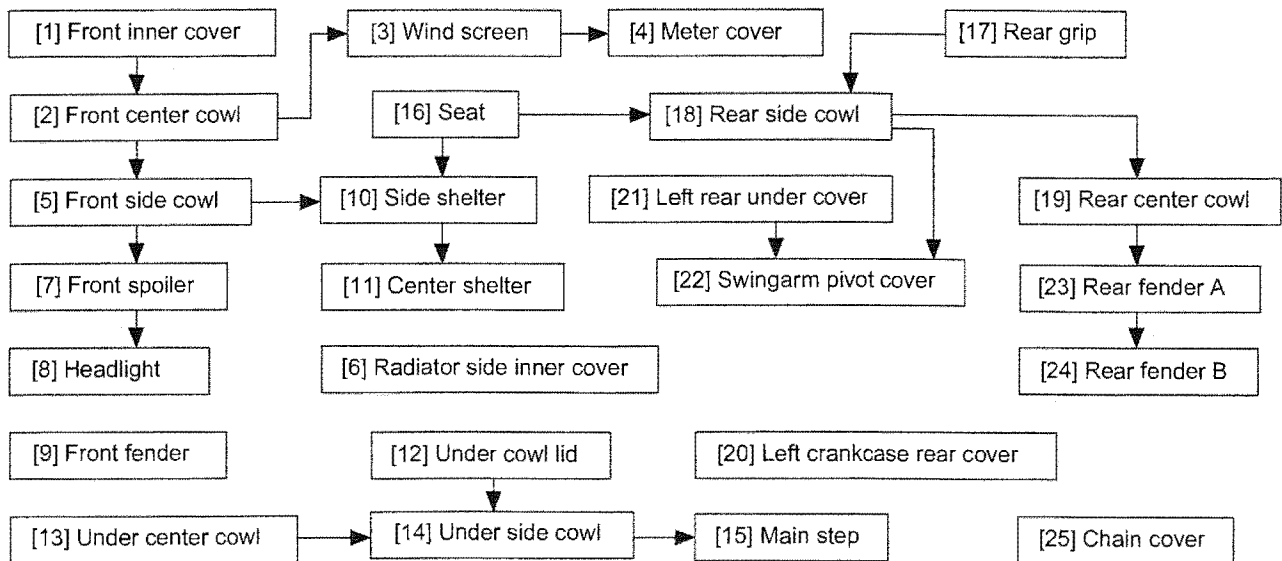 [1] Front inner cover
[3] Wind screen
[4] Meter cover
[17] Rear grip
[2] Front center cowl
[16] Seat
[18] Rear side cowl
[5] Front side cowl
[10] Side shelter
[21] Left rear under cover
[19] Rear center cowl
[7] Front spoiler
[11] Center shelter
[22] Swingarm pivot cover
[23] Rear fender A
[8] Headlight
[6] Radiator side inner cover
[24] Rear fender B
[9] Front fender
[12] Under cowl lid
[20] Left crankcase rear cover
[13] Under center cowl
[14] Under side cowl
[15] Main step
[25] Chain cover